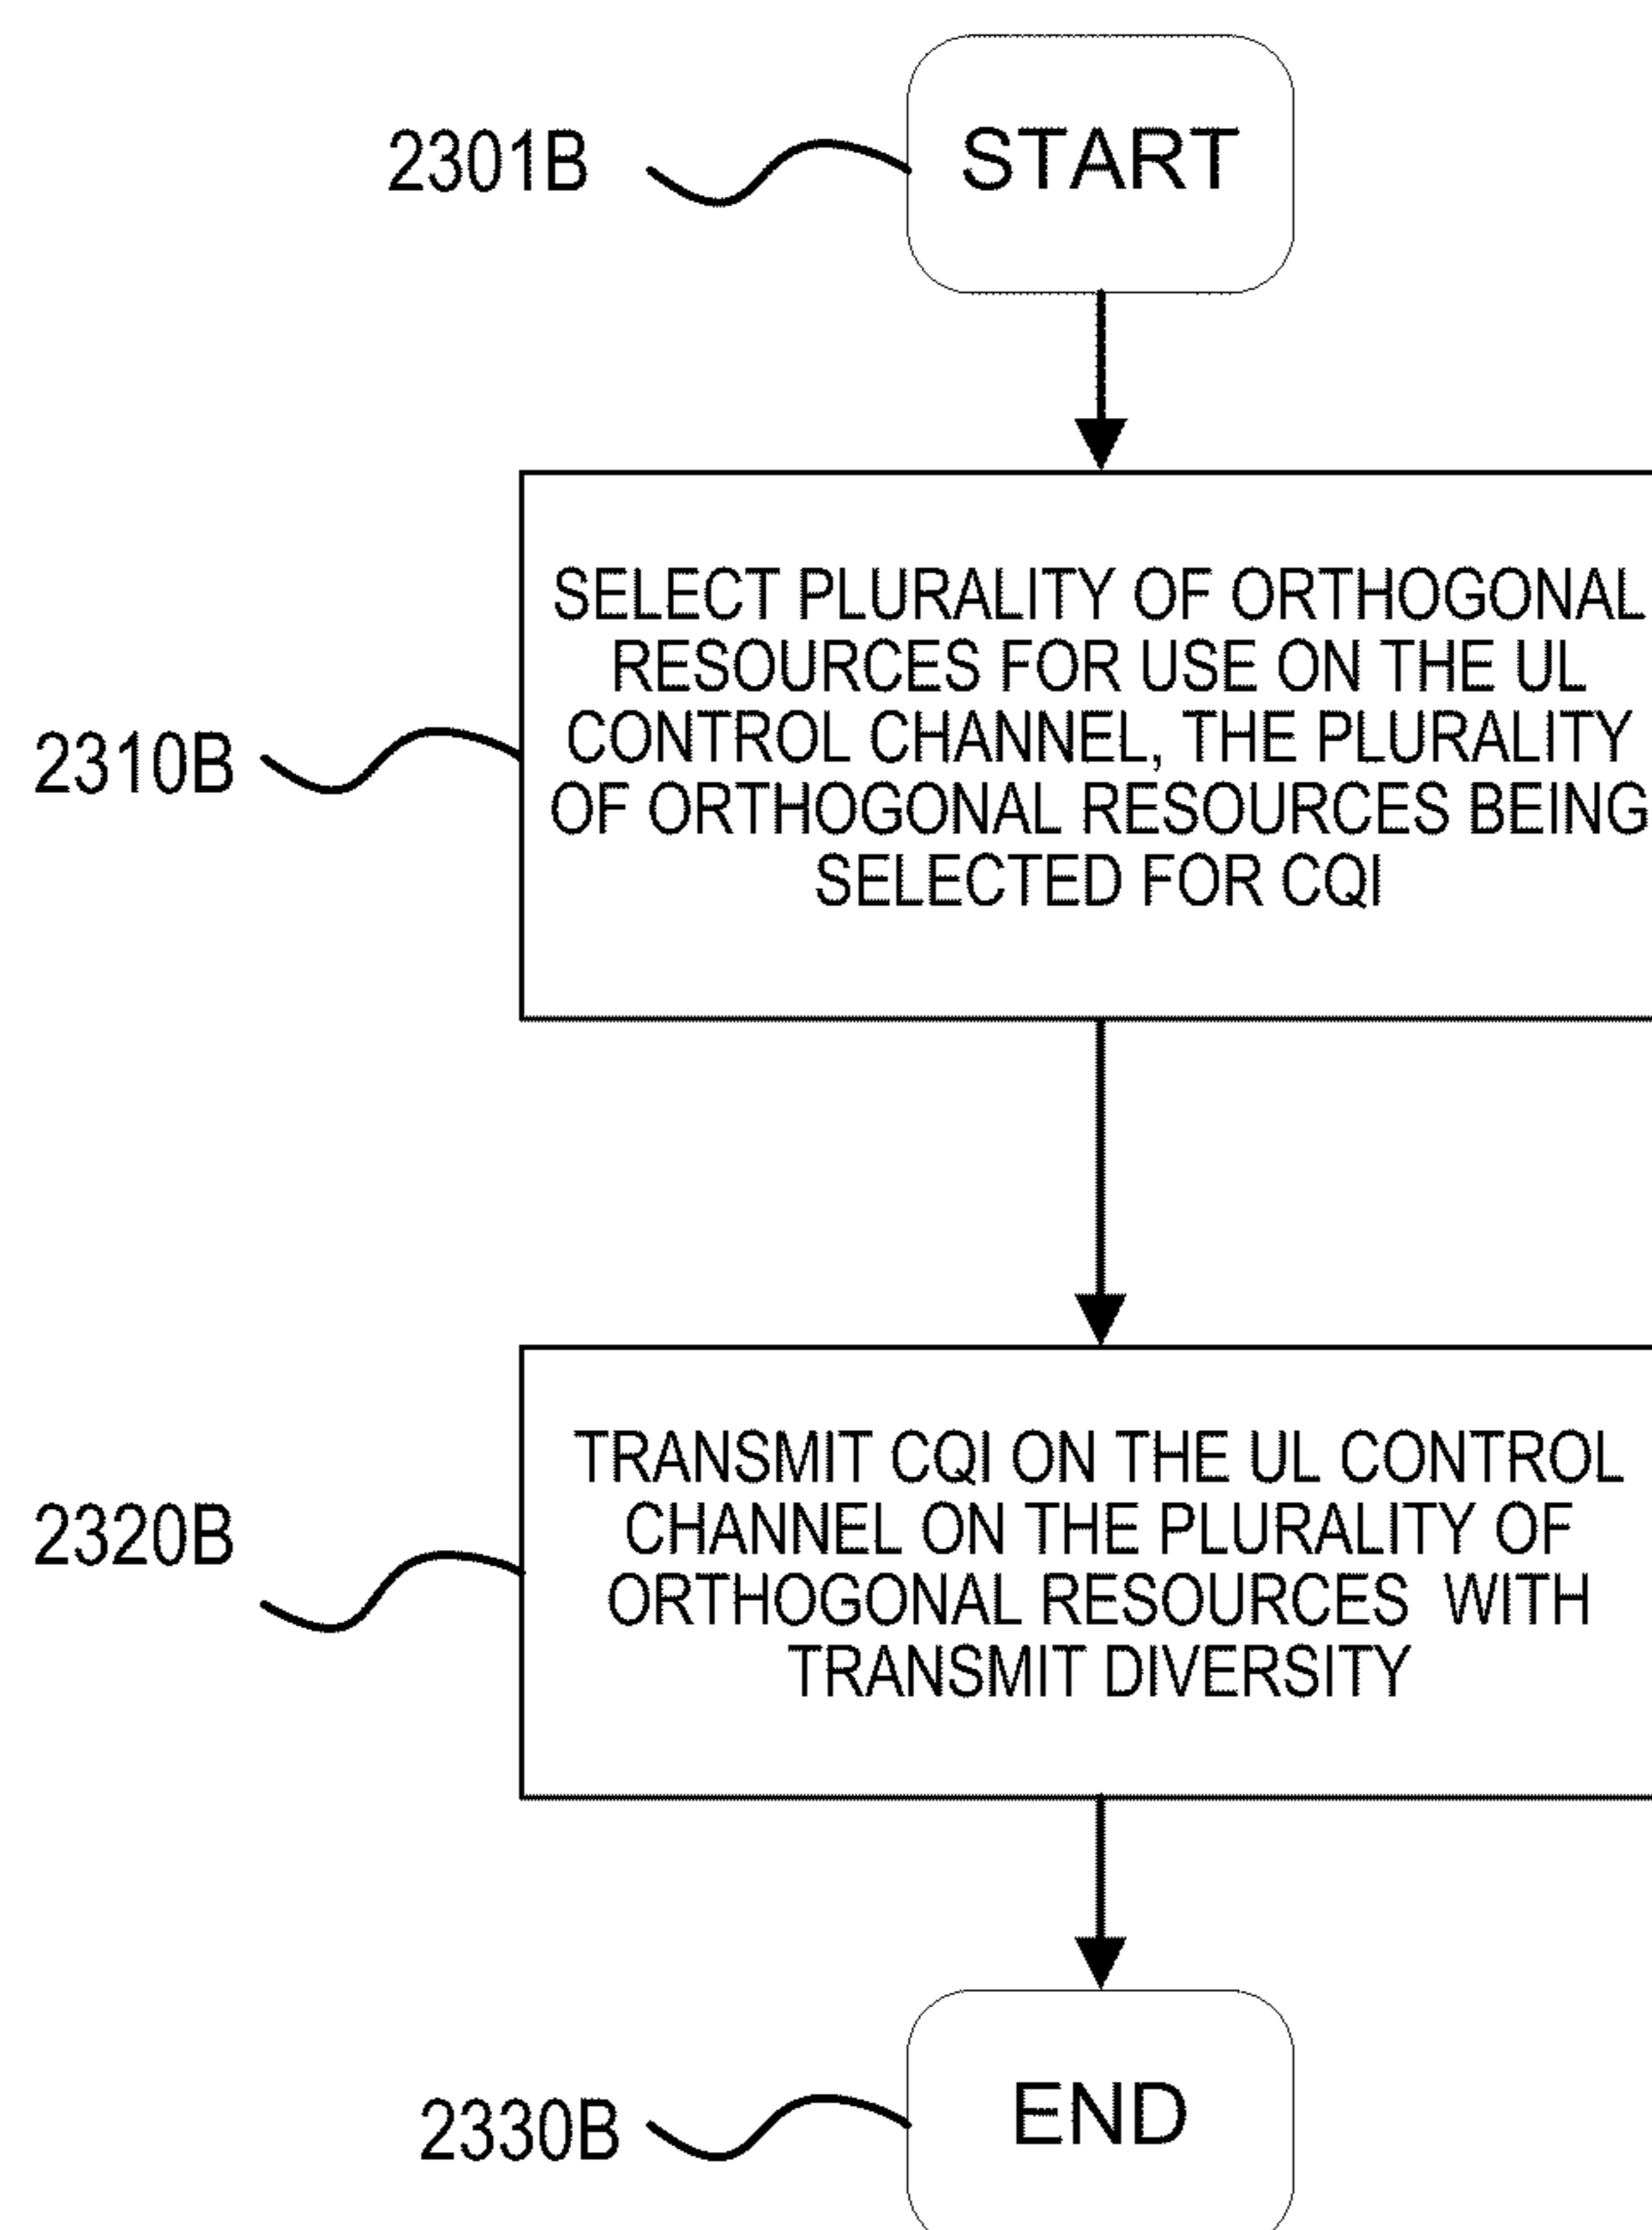 2301B
START
2310B
SELECT PLURALITY OF ORTHOGONAL
RESOURCES FOR USE ON THE UL
CONTROL CHANNEL, THE PLURALITY
OF ORTHOGONAL RESOURCES BEING
SELECTED FOR CQI
2320B
TRANSMIT CQI ON THE UL CONTROL
CHANNEL ON THE PLURALITY OF
ORTHOGONAL RESOURCES WITH
TRANSMIT DIVERSITY
2330B
END